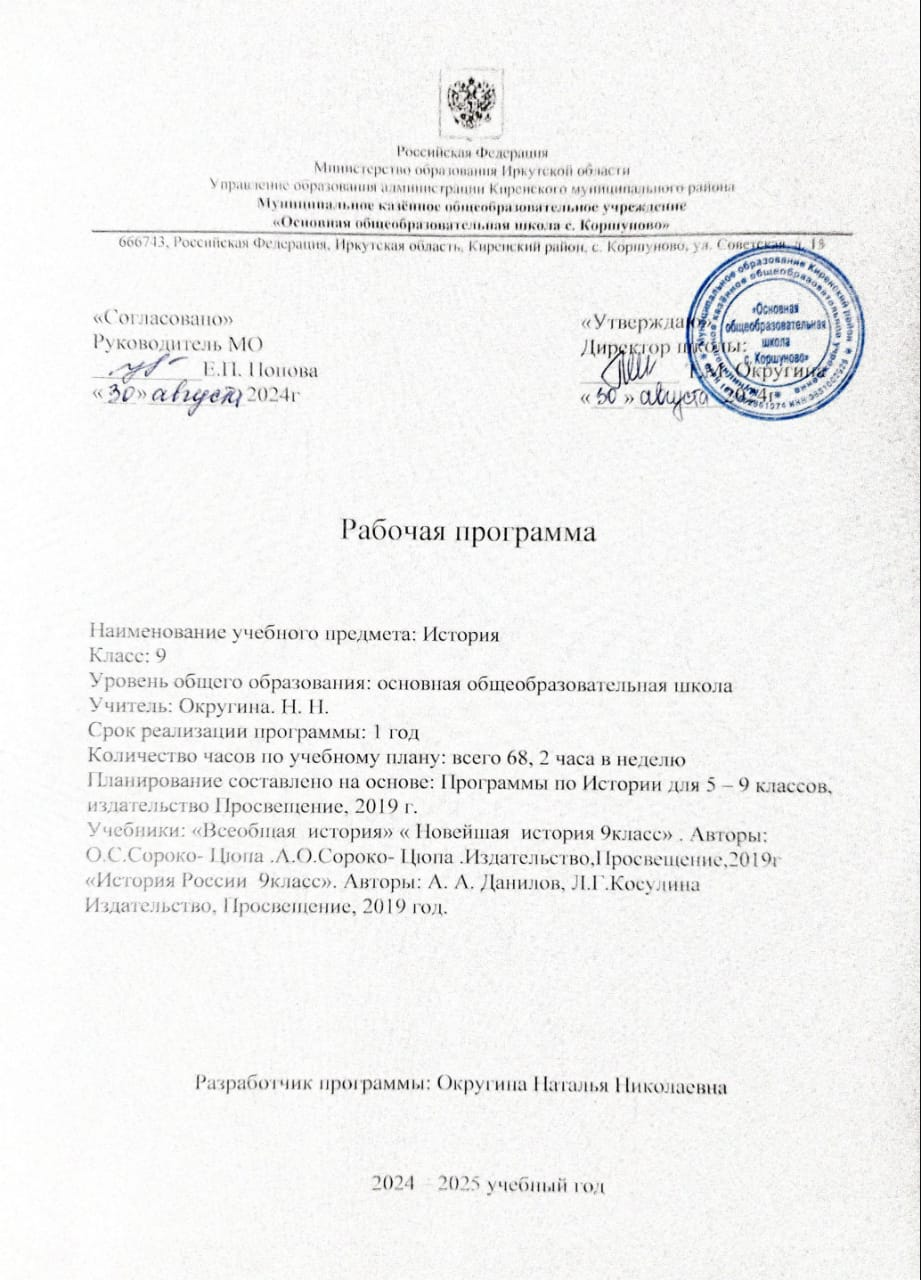 Российская Федерация
Министерство образования Иркутской области
Управление образования администрации Киренского муниципального района
Муниципальное казённое общеобразовательное учреждение
«Основная общеобразовательная школа с. Коршуново»
666743, Российская Федерация, Иркутская область, Киренский район, с. Коршуново, ул. Советская, д. 18
«Согласовано»
Руководитель МО
Е.П. Попова
«30» августа 2024г
«Утверждаю»
Директор школы:
Округина
«30» августа 2024г.
«Основная
общеобразовательная
школа
с. Коршуново»
Рабочая программа
Наименование учебного предмета: История
Класс: 9
Уровень общего образования: основная общеобразовательная школа
Учитель: Округина. Н. Н.
Срок реализации программы: 1 год
Количество часов по учебному плану: всего 68, 2 часа в неделю
Планирование составлено на основе: Программы по Истории для 5 – 9 классов,
издательство Просвещение, 2019 г.
Учебники: «Всеобщая история» « Новейшая история 9класс» . Авторы:
О.С.Сороко- Цюпа .А.О.Сороко- Цюпа .Издательство,Просвещение,2019г
«История России 9класс». Авторы: А. А. Данилов, Л.Г.Косулина
Издательство, Просвещение, 2019 год.
Разработчик программы: Округина Наталья Николаевна
2024 – 2025 учебный год